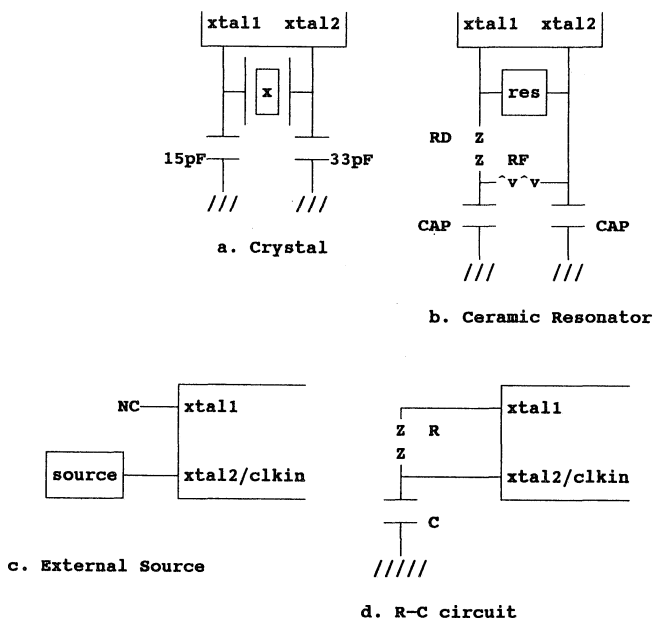 xtal1 xtal2
x
15pF 33pF
a. Crystal
xtal1 xtal2
res
RD Z
Z RF
^v^v
CAP CAP
b. Ceramic Resonator
NC xtal1
source xtal2/clkin
c. External Source
xtal1
Z R
Z
xtal2/clkin
C
d. R-C circuit